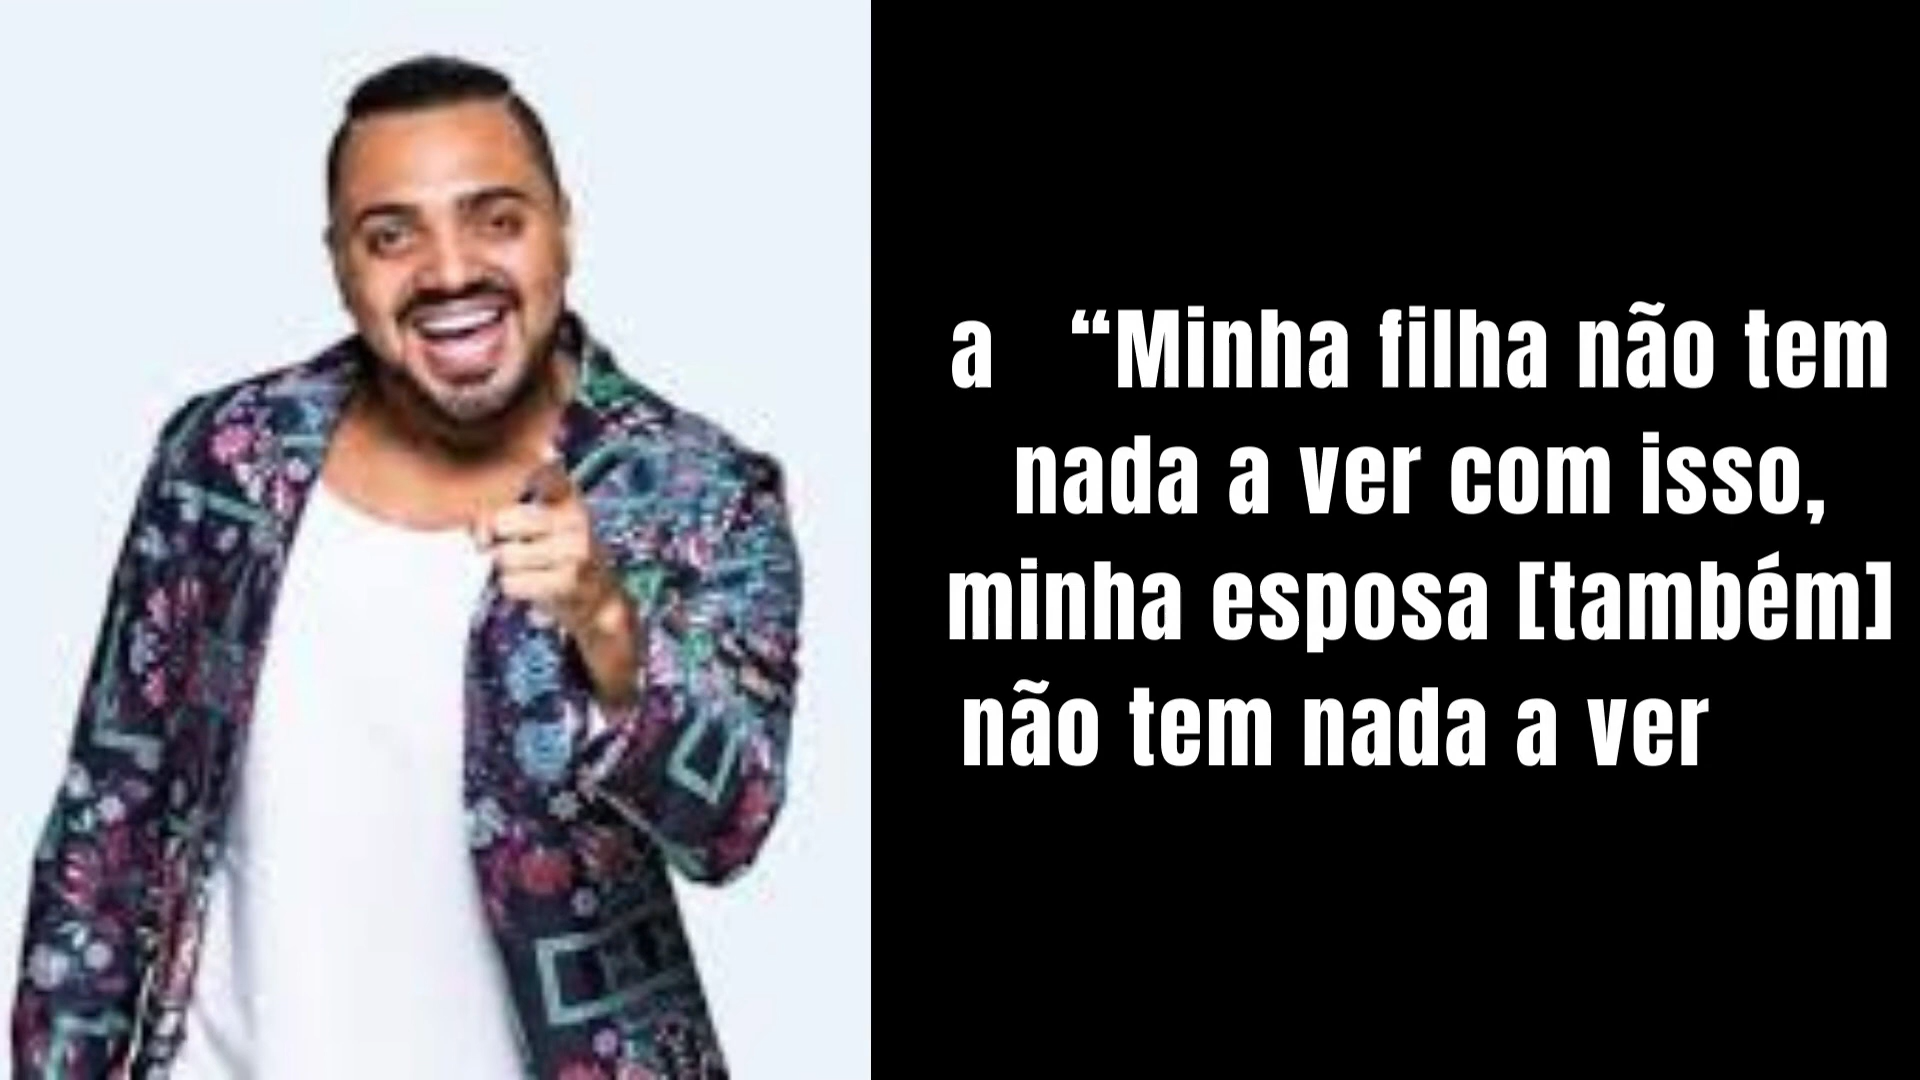 a “Minha filha não tem
nada a ver com isso,
minha esposa [também]
não tem nada a ver